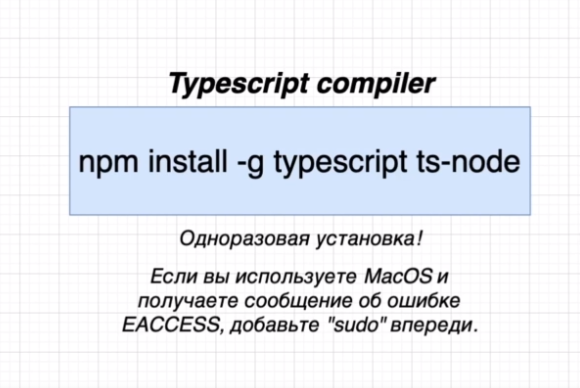 Typescript compiler
npm install -g typescript ts-node
Одноразовая установка!
Если вы используете MacOS и
получаете сообщение об ошибке
EACCESS, добавьте "sudo" впереди.